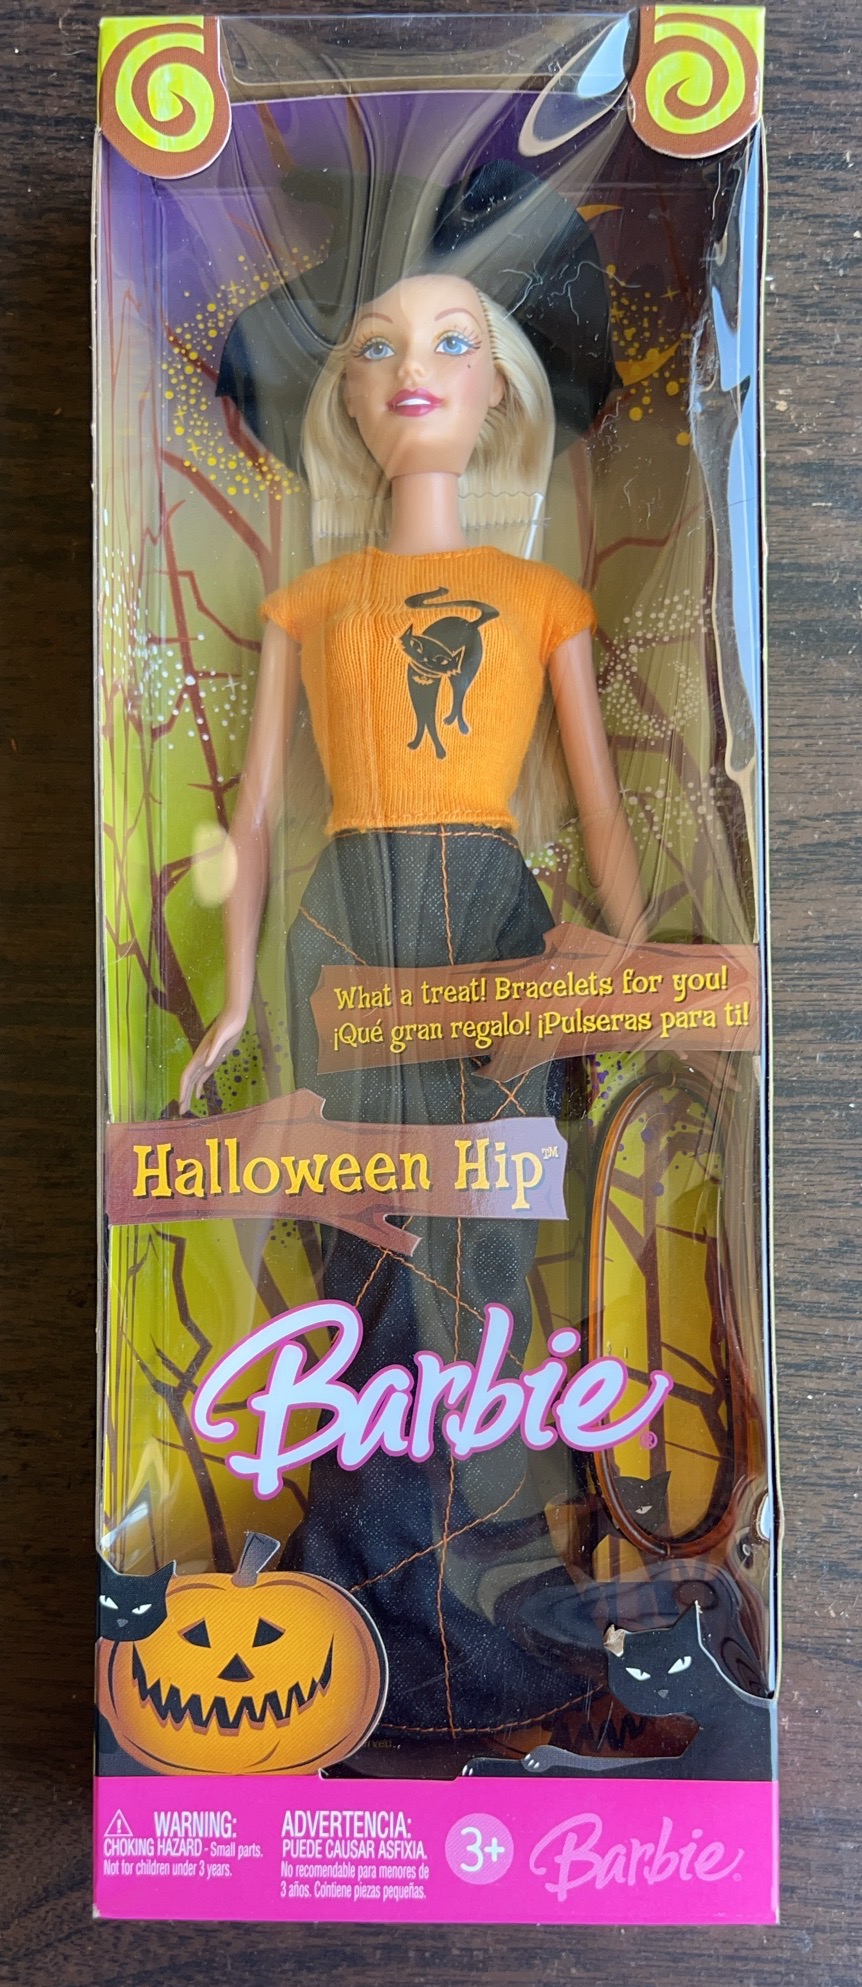 What a treat! Bracelets for you!
¡Qué gran regalo! ¡Pulseras para ti!
Halloween Hip™
Barbie®
WARNING:
CHOKING HAZARD - Small parts.
Not for children under 3 years.
ADVERTENCIA:
PUEDE CAUSAR ASFIXIA.
No recomendable para menores de
3 años. Contiene piezas pequeñas.
3+
Barbie®